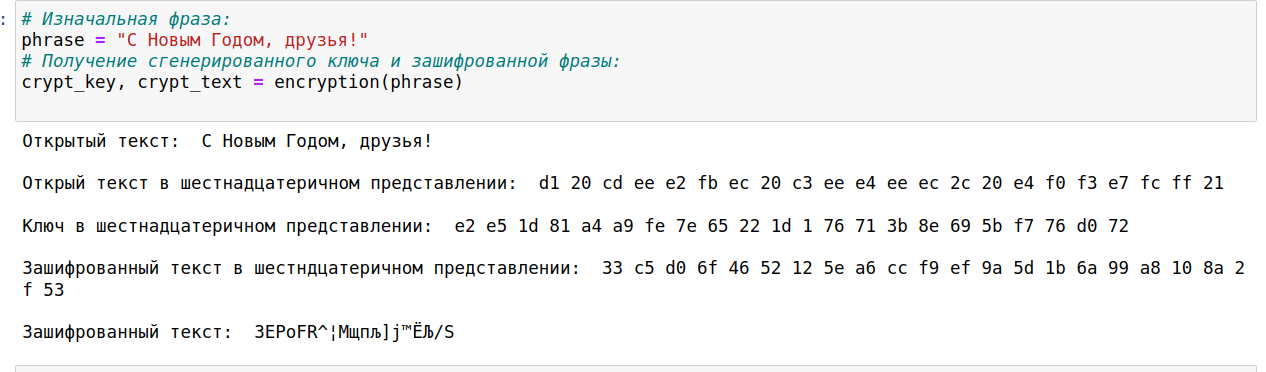 :
# Изначальная фраза:
phrase = "С Новым Годом, друзья!"
# Получение сгенерированного ключа и зашифрованной фразы:
crypt_key, crypt_text = encryption(phrase)
Открытый текст:  С Новым Годом, друзья!
Открый текст в шестнадцатеричном представлении:  d1 20 cd ee e2 fb ec 20 c3 ee e4 ee ec 2c 20 e4 f0 f3 e7 fc ff 21
Ключ в шестнадцатеричном представлении:  e2 e5 1d 81 a4 a9 fe 7e 65 22 1d 1 76 71 3b 8e 69 5b f7 76 d0 72
Зашифрованный текст в шестндцатеричном представлении:  33 c5 d0 6f 46 52 12 5e a6 cc f9 ef 9a 5d 1b 6a 99 a8 10 8a 2
f 53
Зашифрованный текст:  3ЕРoFR^¦Мщпљ]j™ЁЉ/S